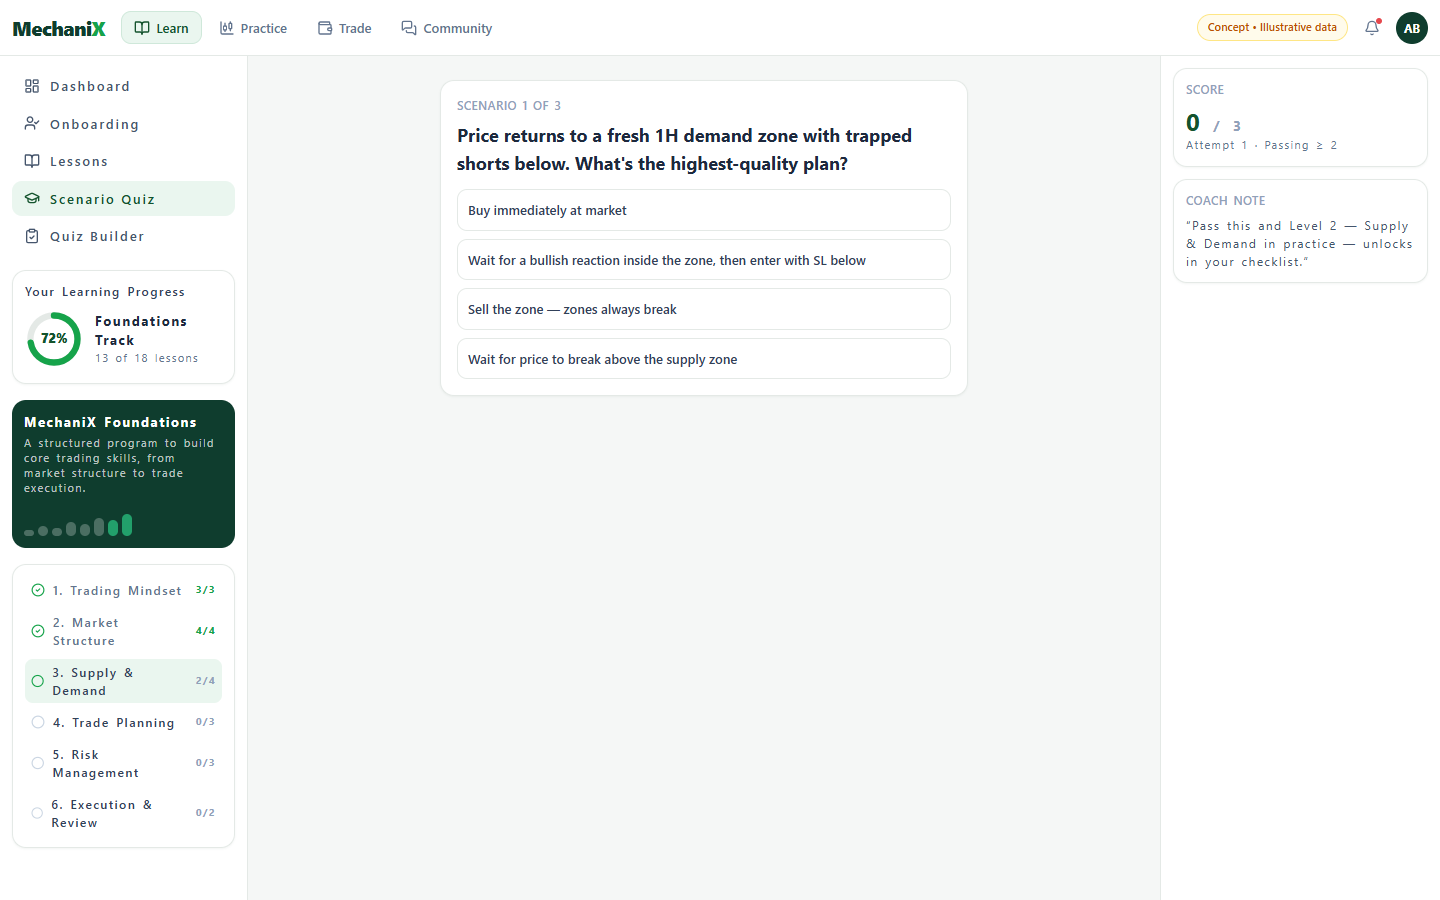 MechaniX
Learn
Practice
Trade
Community
Concept • Illustrative data
AB
Dashboard
Onboarding
Lessons
Scenario Quiz
Quiz Builder
Your Learning Progress
72%
Foundations
Track
13 of 18 lessons
MechaniX Foundations
A structured program to build
core trading skills, from
market structure to trade
execution.
1. Trading Mindset 3/3
2. Market
Structure
4/4
3. Supply &
Demand
2/4
4. Trade Planning 0/3
5. Risk
Management
0/3
6. Execution &
Review
0/2
SCENARIO 1 OF 3
Price returns to a fresh 1H demand zone with trapped
shorts below. What's the highest-quality plan?
Buy immediately at market
Wait for a bullish reaction inside the zone, then enter with SL below
Sell the zone — zones always break
Wait for price to break above the supply zone
SCORE
0 / 3
Attempt 1 · Passing ≥ 2
COACH NOTE
“Pass this and Level 2 — Supply
& Demand in practice — unlocks
in your checklist.”